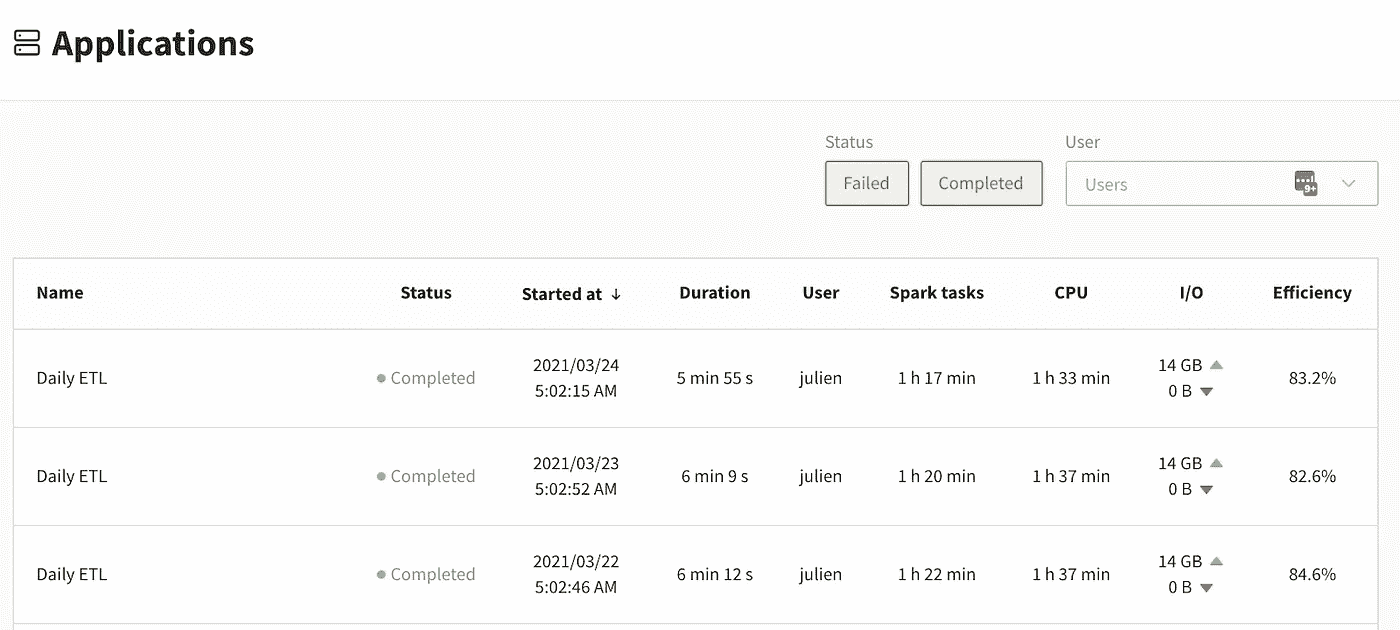 Applications
Status User
Failed Completed Users 9+
Name Status Started at ↓ Duration User Spark tasks CPU I/O Efficiency
Daily ETL Completed 2021/03/24 5 min 55 s julien 1 h 17 min 1 h 33 min 14 GB 83.2%
5:02:15 AM 0 B
Daily ETL Completed 2021/03/23 6 min 9 s julien 1 h 20 min 1 h 37 min 14 GB 82.6%
5:02:52 AM 0 B
Daily ETL Completed 2021/03/22 6 min 12 s julien 1 h 22 min 1 h 37 min 14 GB 84.6%
5:02:46 AM 0 B